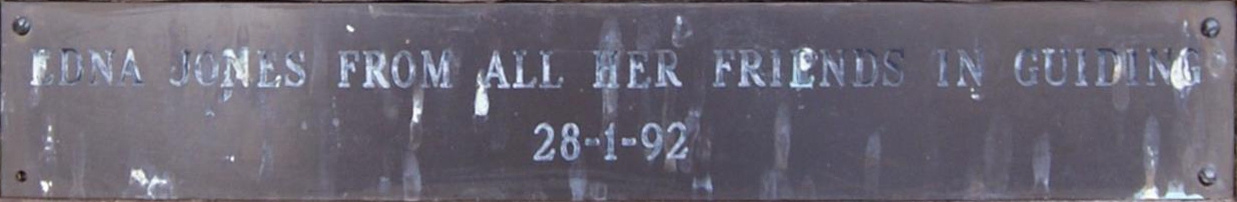 EDNA JONES FROM ALL HER FRIENDS IN GUIDING
28-1-92